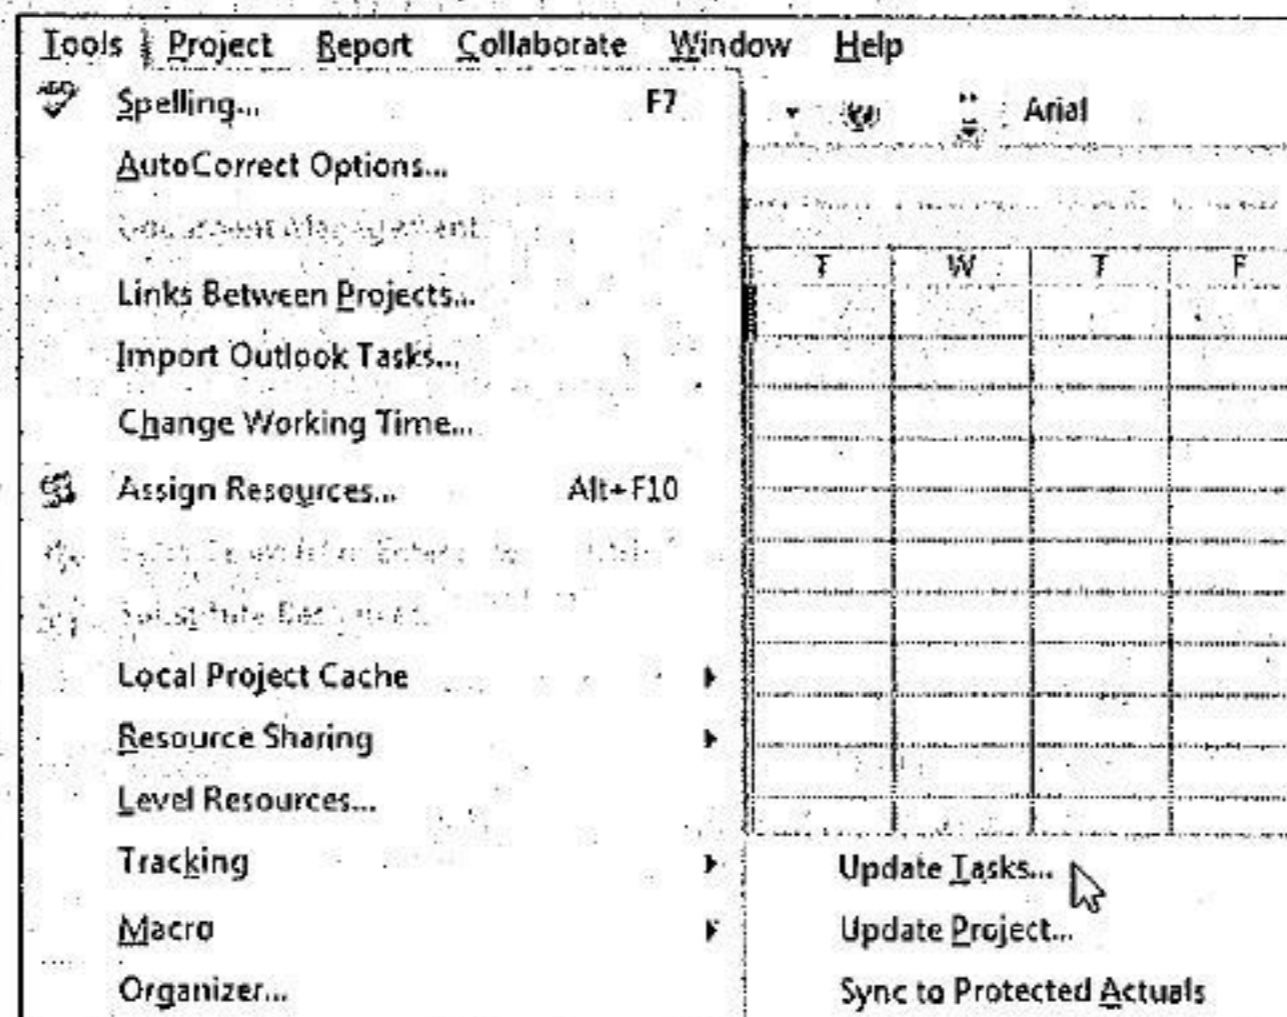 Tools Project Report Collaborate Window Help
Spelling... F7
Arial
AutoCorrect Options...
Document Management
T W T F
Links Between Projects...
Import Outlook Tasks...
Change Working Time...
Assign Resources... Alt+F10
Local Project Cache
Resource Sharing
Level Resources...
Tracking
Update Tasks...
Macro
Update Project...
Organizer...
Sync to Protected Actuals